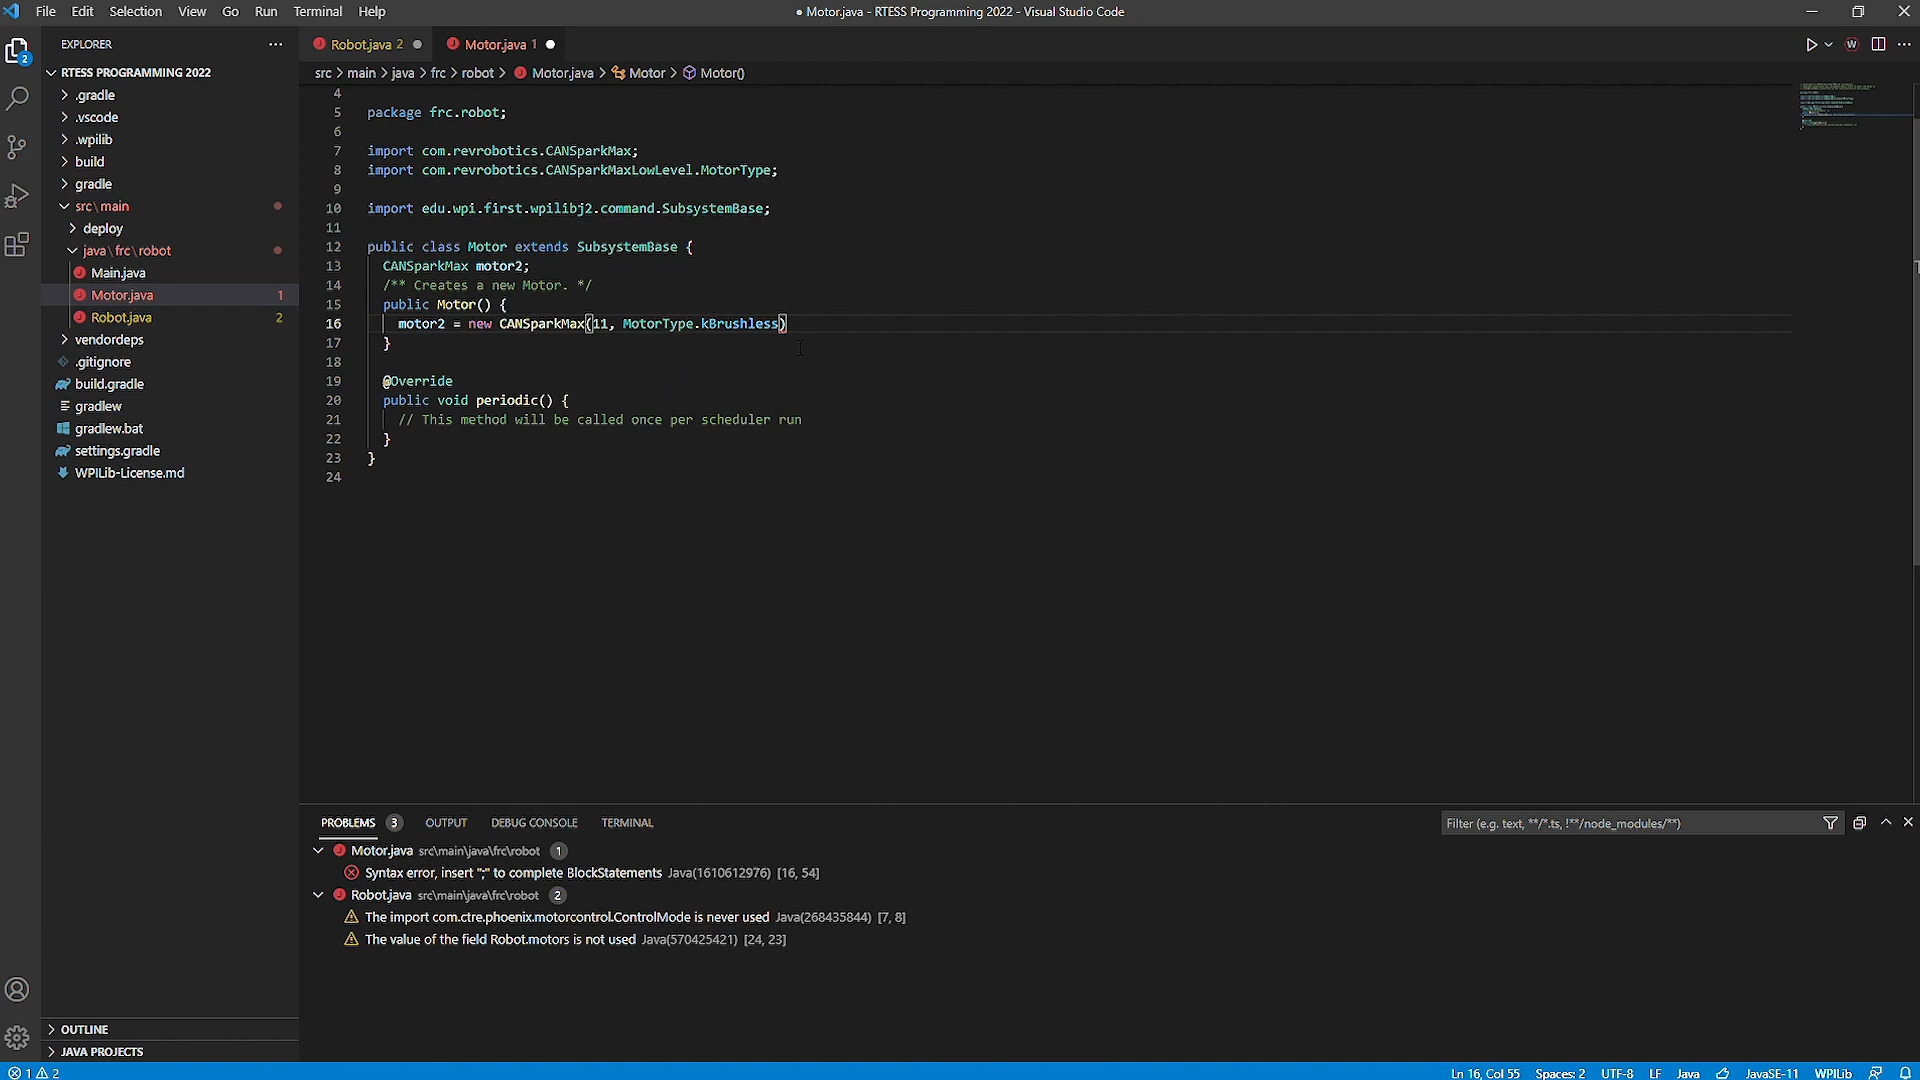 File Edit Selection View Go Run Terminal Help
● Motor.java - RTESS Programming 2022 - Visual Studio Code
2
EXPLORER
RTESS PROGRAMMING 2022
.gradle
.vscode
.wpilib
build
gradle
src\main
deploy
java\frc\robot
Main.java
Motor.java 1
Robot.java 2
vendordeps
.gitignore
build.gradle
gradlew
gradlew.bat
settings.gradle
WPILib-License.md
OUTLINE
JAVA PROJECTS
Robot.java 2 Motor.java 1
W
src > main > java > frc > robot > Motor.java > Motor > Motor()
4
5 package frc.robot;
6
7 import com.revrobotics.CANSparkMax;
8 import com.revrobotics.CANSparkMaxLowLevel.MotorType;
9
10 import edu.wpi.first.wpilibj2.command.SubsystemBase;
11
12 public class Motor extends SubsystemBase {
13 CANSparkMax motor2;
14 /** Creates a new Motor. */
15 public Motor() {
16 motor2 = new CANSparkMax(11, MotorType.kBrushless)
17 }
18
19 @Override
20 public void periodic() {
21 // This method will be called once per scheduler run
22 }
23 }
24
PROBLEMS 3 OUTPUT DEBUG CONSOLE TERMINAL
Filter (e.g. text, **/*.ts, !**/node_modules/**)
Motor.java src\main\java\frc\robot 1
Syntax error, insert ";" to complete BlockStatements Java(1610612976) [16, 54]
Robot.java src\main\java\frc\robot 2
The import com.ctre.phoenix.motorcontrol.ControlMode is never used Java(268435844) [7, 8]
The value of the field Robot.motors is not used Java(570425421) [24, 23]
1 2
Ln 16, Col 55 Spaces: 2 UTF-8 LF Java JavaSE-11 WPILib